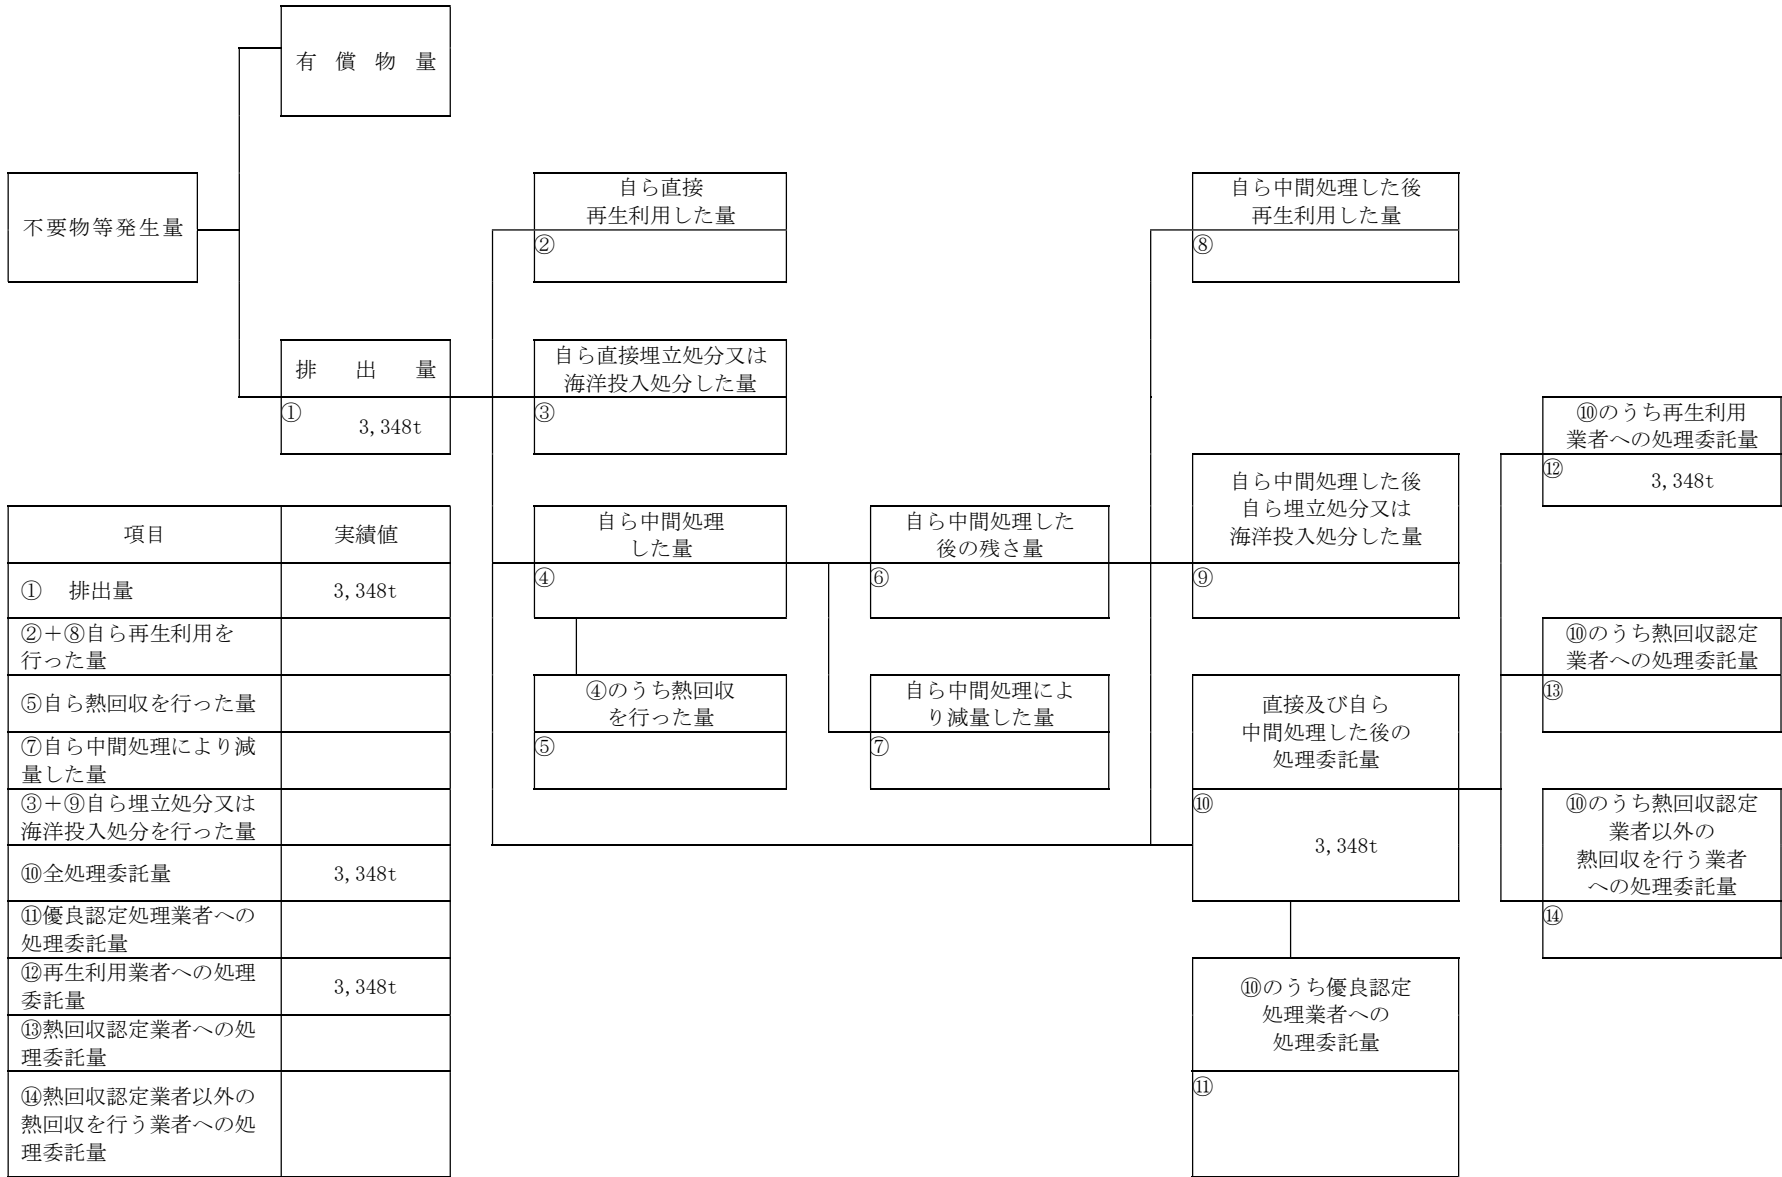 有償物量
不要物等発生量
排出量
①
3,348t
自ら直接
再生利用した量
②
自ら直接埋立処分又は
海洋投入処分した量
③
自ら中間処理
した量
④
④のうち熱回収
を行った量
⑤
自ら中間処理した
後の残さ量
⑥
自ら中間処理によ
り減量した量
⑦
自ら中間処理した後
再生利用した量
⑧
自ら中間処理した後
自ら埋立処分又は
海洋投入処分した量
⑨
直接及び自ら
中間処理した後の
処理委託量
⑩
3,348t
⑩のうち優良認定
処理業者への
処理委託量
⑪
⑩のうち再生利用
業者への処理委託量
⑫
3,348t
⑩のうち熱回収認定
業者への処理委託量
⑬
⑩のうち熱回収認定
業者以外の
熱回収を行う業者
への処理委託量
⑭
項目 実績値
① 排出量 3,348t
②+⑧自ら再生利用を
行った量
⑤自ら熱回収を行った量
⑦自ら中間処理により減
量した量
③+⑨自ら埋立処分又は
海洋投入処分を行った量
⑩全処理委託量 3,348t
⑪優良認定処理業者への
処理委託量
⑫再生利用業者への処理
委託量
3,348t
⑬熱回収認定業者への処
理委託量
⑭熱回収認定業者以外の
熱回収を行う業者への処
理委託量